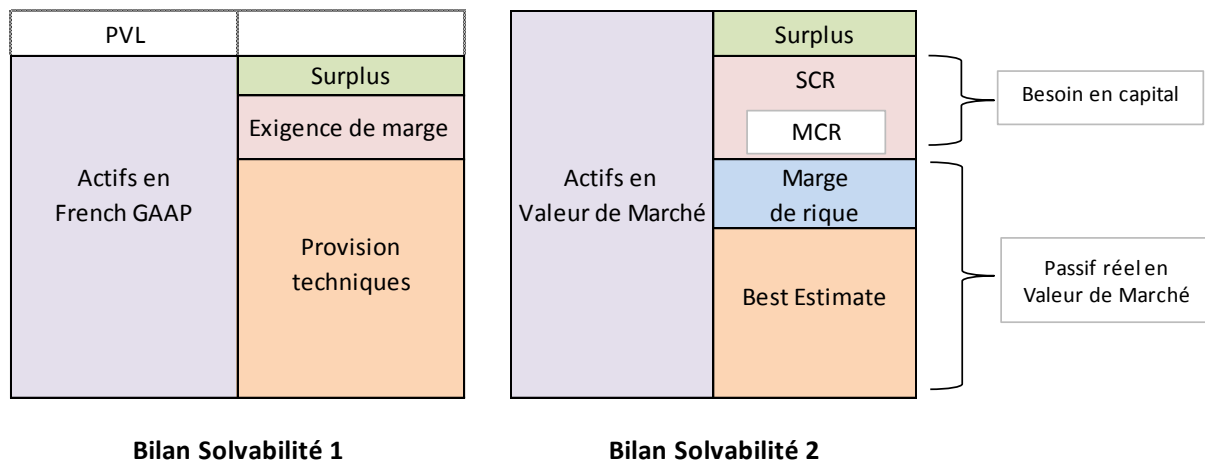 PVL
Surplus
Exigence de marge
Actifs en
French GAAP
Provision
techniques
Bilan Solvabilité 1
Surplus
SCR
MCR
Actifs en
Valeur de Marché
Marge
de rique
Best Estimate
Besoin en capital
Passif réel en
Valeur de Marché
Bilan Solvabilité 2